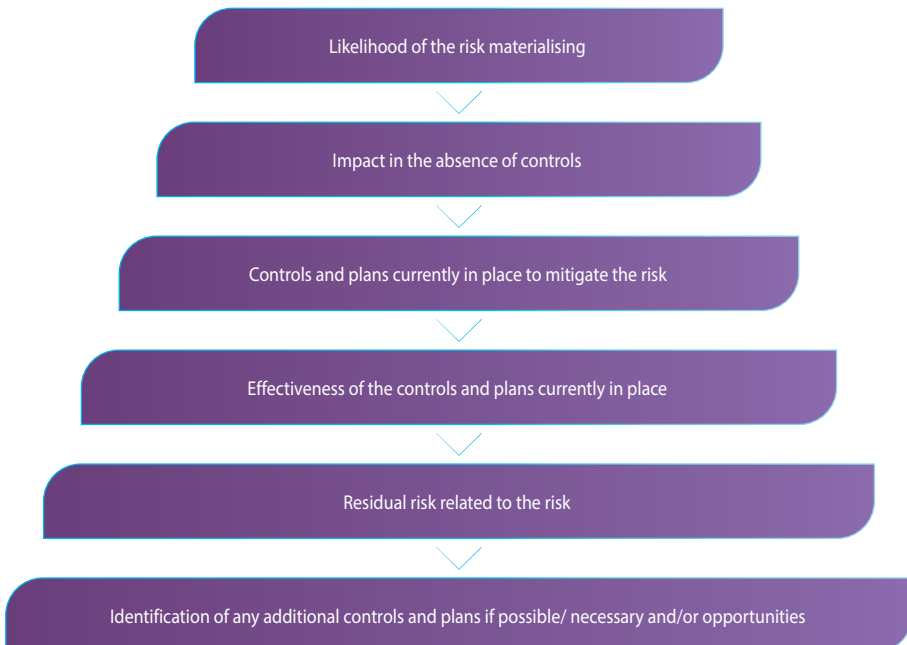 Likelihood of the risk materialising
Impact in the absence of controls
Controls and plans currently in place to mitigate the risk
Effectiveness of the controls and plans currently in place
Residual risk related to the risk
Identification of any additional controls and plans if possible/ necessary and/or opportunities